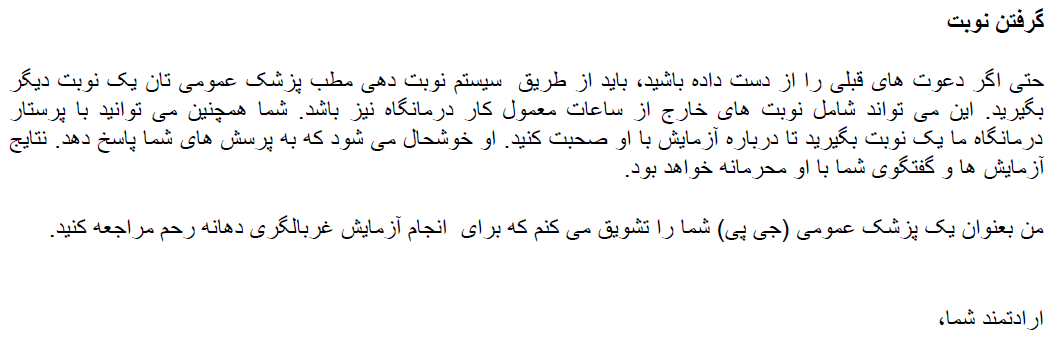 گرفتن نوبت
حتی اگر دعوت های قبلی را از دست داده باشید، باید از طریق سیستم نوبت دهی مطب پزشک عمومی تان یک نوبت دیگر
بگیرید. این می تواند شامل نوبت های خارج از ساعات معمول کار درمانگاه نیز باشد. شما همچنین می توانید با پرستار
درمانگاه ما یک نوبت بگیرید تا درباره آزمایش با او صحبت کنید. او خوشحال می شود که به پرسش های شما پاسخ دهد. نتایج
آزمایش ها و گفتگوی شما با او محرمانه خواهد بود.
من بعنوان یک پزشک عمومی (جی پی) شما را تشویق می کنم که برای انجام آزمایش غربالگری دهانه رحم مراجعه کنید.
ارادتمند شما،